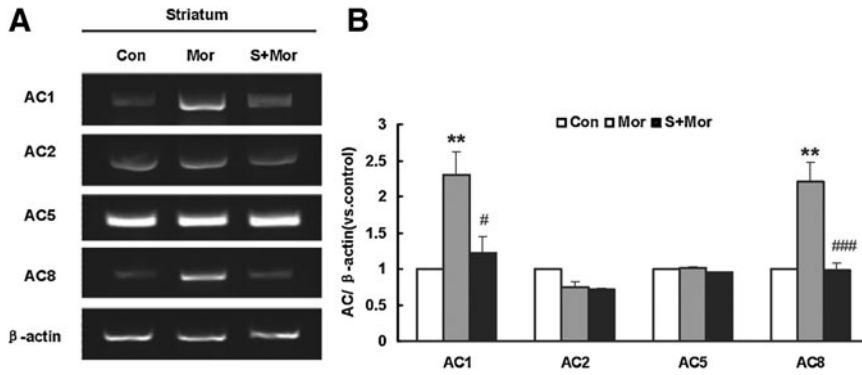 A
Striatum
Con Mor S+Mor
AC1
AC2
AC5
AC8
β-actin
B
AC/ β-actin(vs.control)
3
2.5
2
1.5
1
0.5
0
Con Mor S+Mor
**
#
**
###
AC1 AC2 AC5 AC8